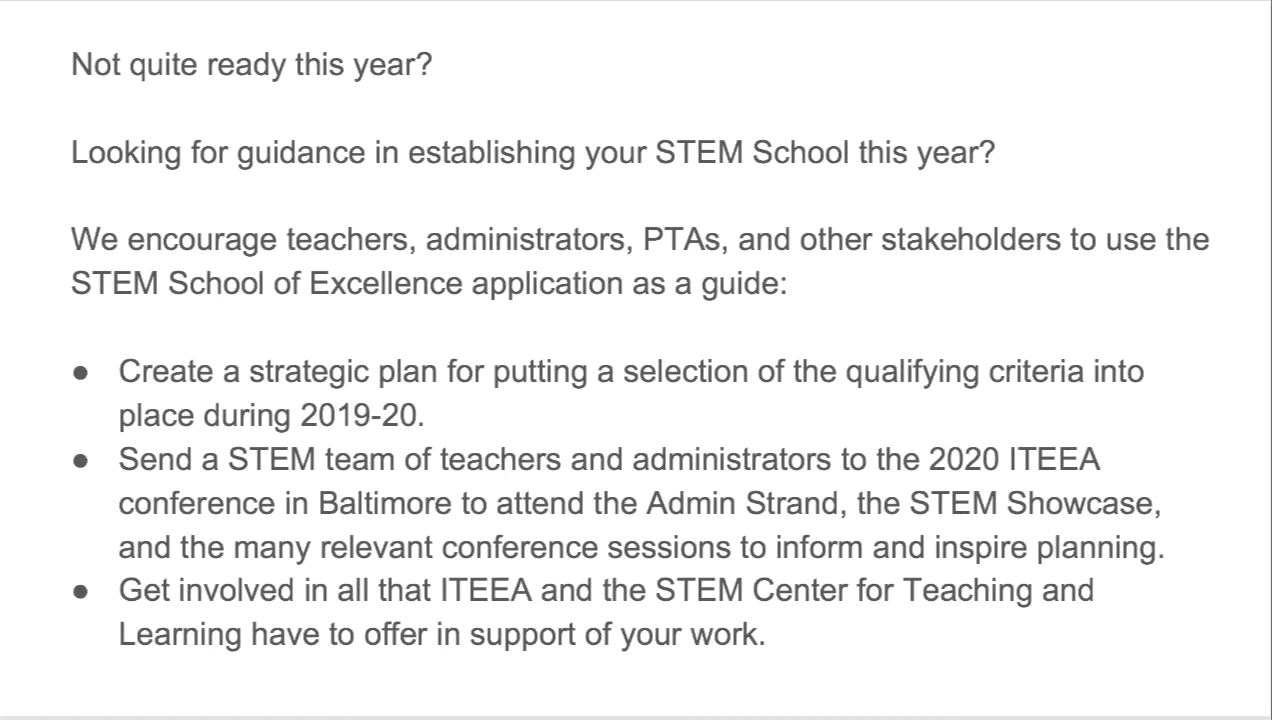 Not quite ready this year?
Looking for guidance in establishing your STEM School this year?
We encourage teachers, administrators, PTAs, and other stakeholders to use the
STEM School of Excellence application as a guide:
● Create a strategic plan for putting a selection of the qualifying criteria into
place during 2019-20.
● Send a STEM team of teachers and administrators to the 2020 ITEEA
conference in Baltimore to attend the Admin Strand, the STEM Showcase,
and the many relevant conference sessions to inform and inspire planning.
● Get involved in all that ITEEA and the STEM Center for Teaching and
Learning have to offer in support of your work.